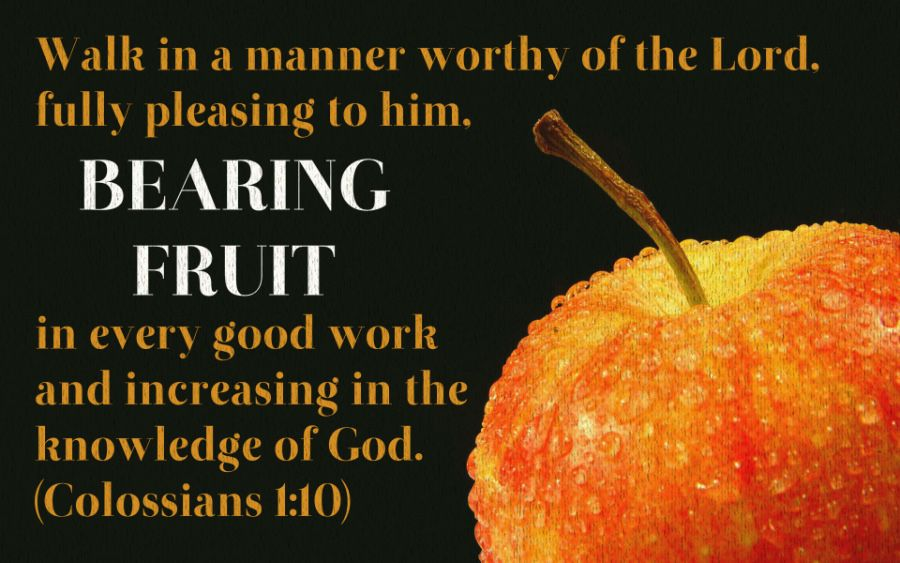 Walk in a manner worthy of the Lord,
fully pleasing to him,
BEARING
FRUIT
in every good work
and increasing in the
knowledge of God.
(Colossians 1:10)